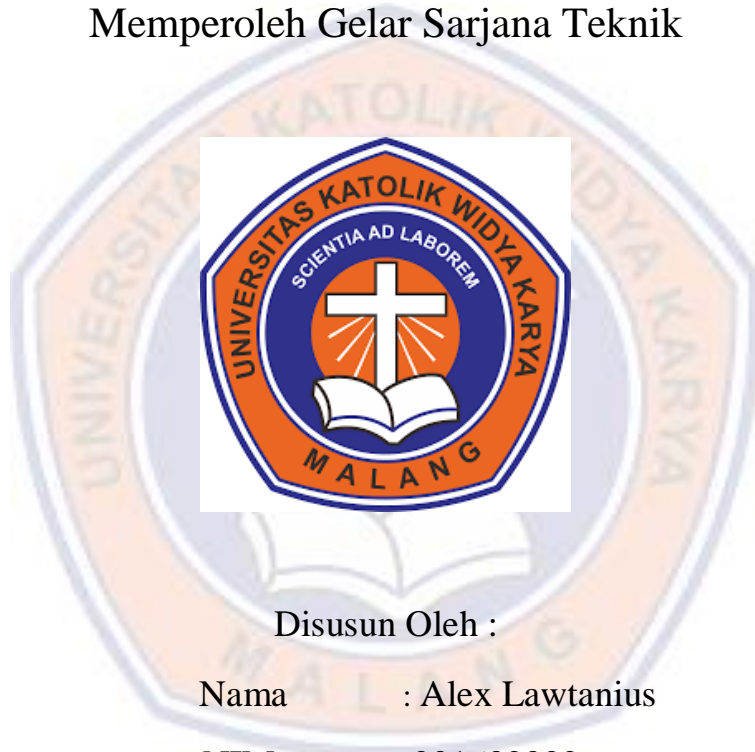 Memperoleh Gelar Sarjana Teknik
UNIVERSITAS KATOLIK WIDYA KARYA
SCIENTIA AD LABOREM
MALANG
Disusun Oleh :
Nama : Alex Lawtanius